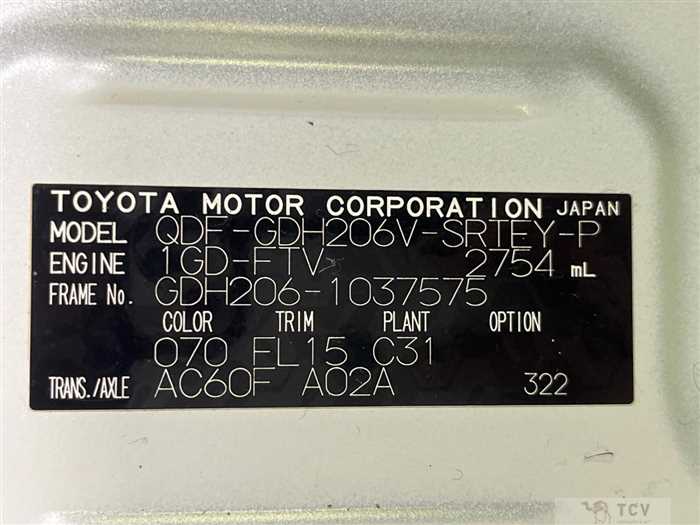 TOYOTA MOTOR CORPORATION JAPAN
MODEL QDF-GDH206V-SRTEY-P
ENGINE 1GD-FTV 2754 mL
FRAME No. GDH206-1037575
COLOR TRIM PLANT OPTION
070 FL15 C31
TRANS./AXLE AC60F A02A 322
TCV